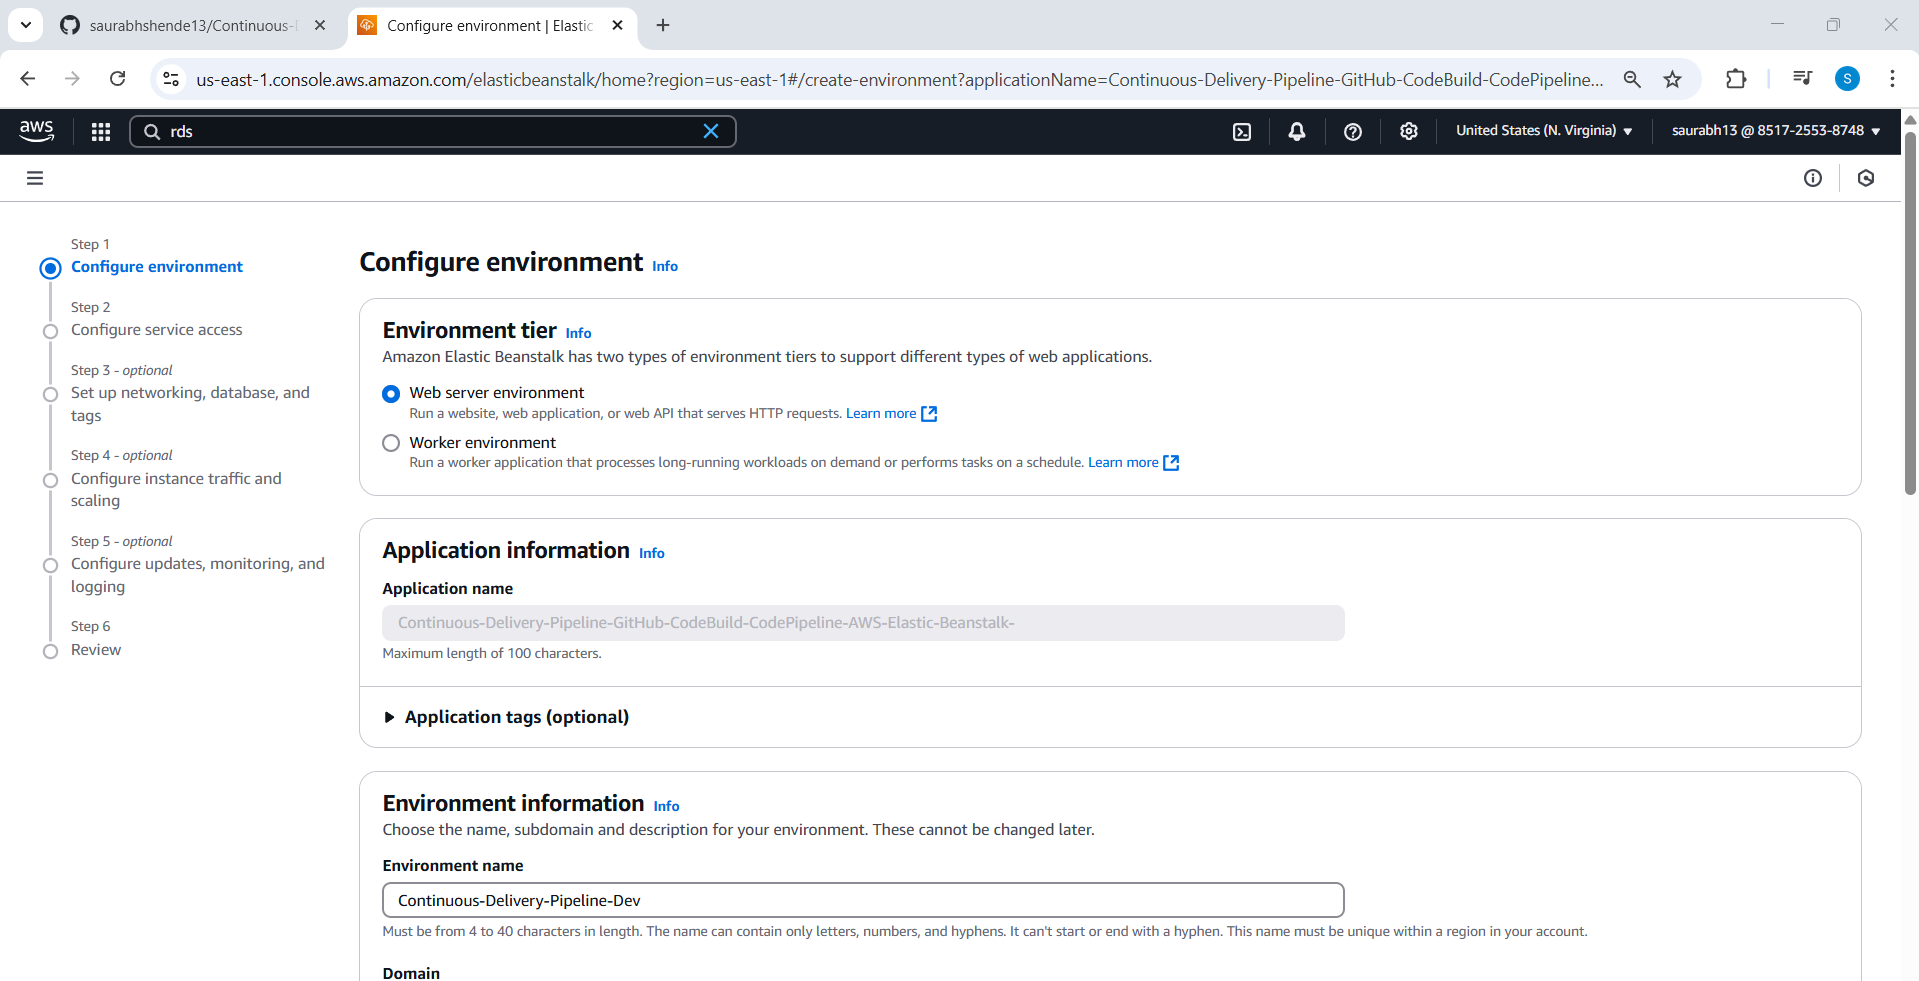 saurabhshende13/Continuous-D
Configure environment | Elastic
us-east-1.console.aws.amazon.com/elasticbeanstalk/home?region=us-east-1#/create-environment?applicationName=Continuous-Delivery-Pipeline-GitHub-CodeBuild-CodePipeline...
S
aws
rds
United States (N. Virginia)
saurabh13 @ 8517-2553-8748
Step 1
Configure environment
Step 2
Configure service access
Step 3 - optional
Set up networking, database, and
tags
Step 4 - optional
Configure instance traffic and
scaling
Step 5 - optional
Configure updates, monitoring, and
logging
Step 6
Review
Configure environment Info
Environment tier Info
Amazon Elastic Beanstalk has two types of environment tiers to support different types of web applications.
Web server environment
Run a website, web application, or web API that serves HTTP requests. Learn more
Worker environment
Run a worker application that processes long-running workloads on demand or performs tasks on a schedule. Learn more
Application information Info
Application name
Continuous-Delivery-Pipeline-GitHub-CodeBuild-CodePipeline-AWS-Elastic-Beanstalk-
Maximum length of 100 characters.
Application tags (optional)
Environment information Info
Choose the name, subdomain and description for your environment. These cannot be changed later.
Environment name
Continuous-Delivery-Pipeline-Dev
Must be from 4 to 40 characters in length. The name can contain only letters, numbers, and hyphens. It can't start or end with a hyphen. This name must be unique within a region in your account.
Domain